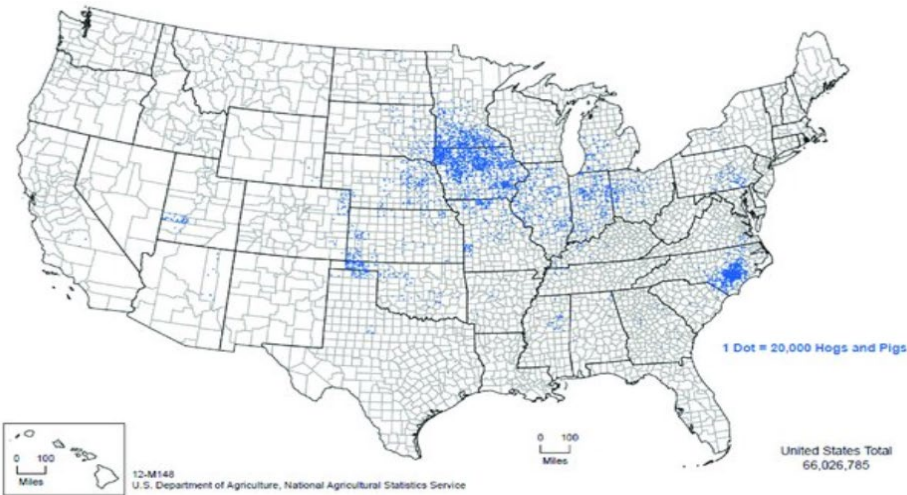 1 Dot = 20,000 Hogs and Pigs
0 100
Miles
0 100
Miles
12-M148
U.S. Department of Agriculture, National Agricultural Statistics Service
United States Total
66,026,785